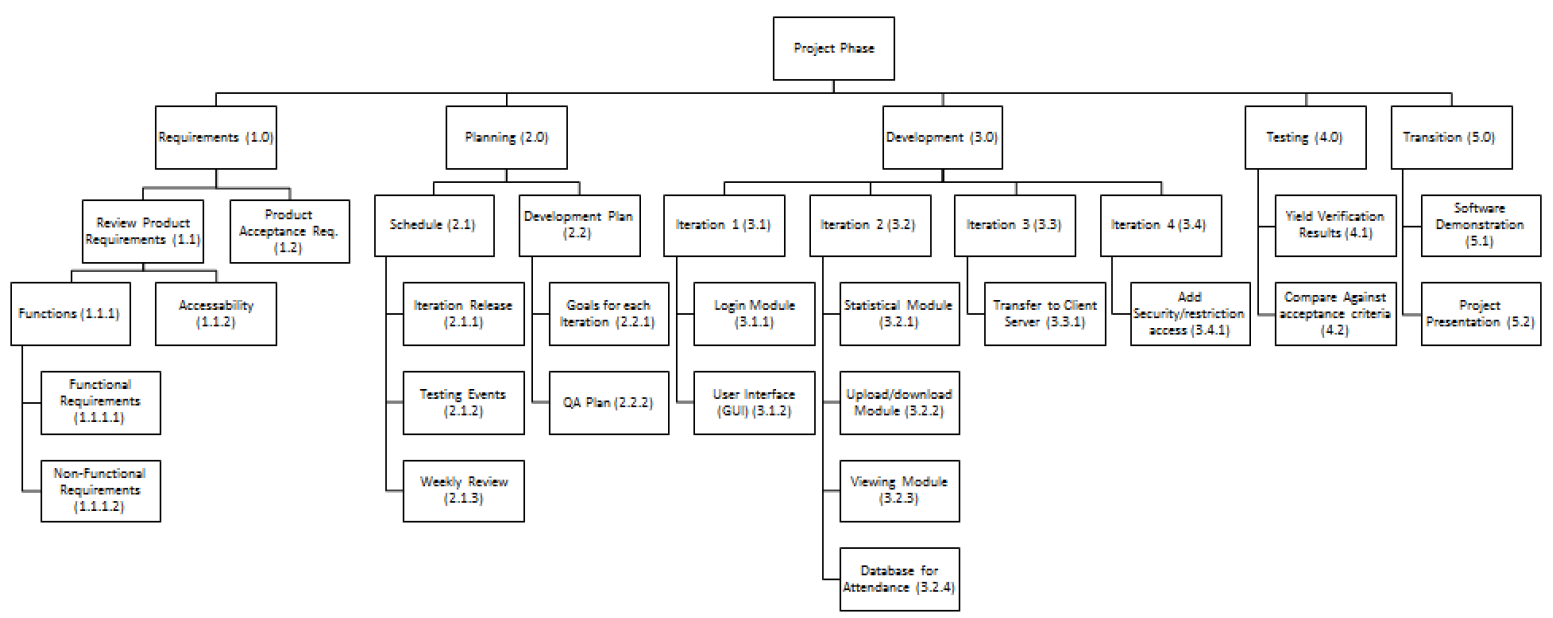 Project Phase
Requirements (1.0)
Planning (2.0)
Development (3.0)
Testing (4.0)
Transition (5.0)
Review Product
Requirements (1.1)
Product
Acceptance Req.
(1.2)
Schedule (2.1)
Development Plan
(2.2)
Iteration 1 (3.1)
Iteration 2 (3.2)
Iteration 3 (3.3)
Iteration 4 (3.4)
Yield Verification
Results (4.1)
Software
Demonstration
(5.1)
Functions (1.1.1)
Accessability
(1.1.2)
Iteration Release
(2.1.1)
Goals for each
Iteration (2.2.1)
Login Module
(3.1.1)
Statistical Module
(3.2.1)
Transfer to Client
Server (3.3.1)
Add
Security/restriction
access (3.4.1)
Compare Against
acceptance criteria
(4.2)
Project
Presentation (5.2)
Functional
Requirements
(1.1.1.1)
Testing Events
(2.1.2)
QA Plan (2.2.2)
User Interface
(GUI) (3.1.2)
Upload/download
Module (3.2.2)
Non-Functional
Requirements
(1.1.1.2)
Weekly Review
(2.1.3)
Viewing Module
(3.2.3)
Database for
Attendance (3.2.4)